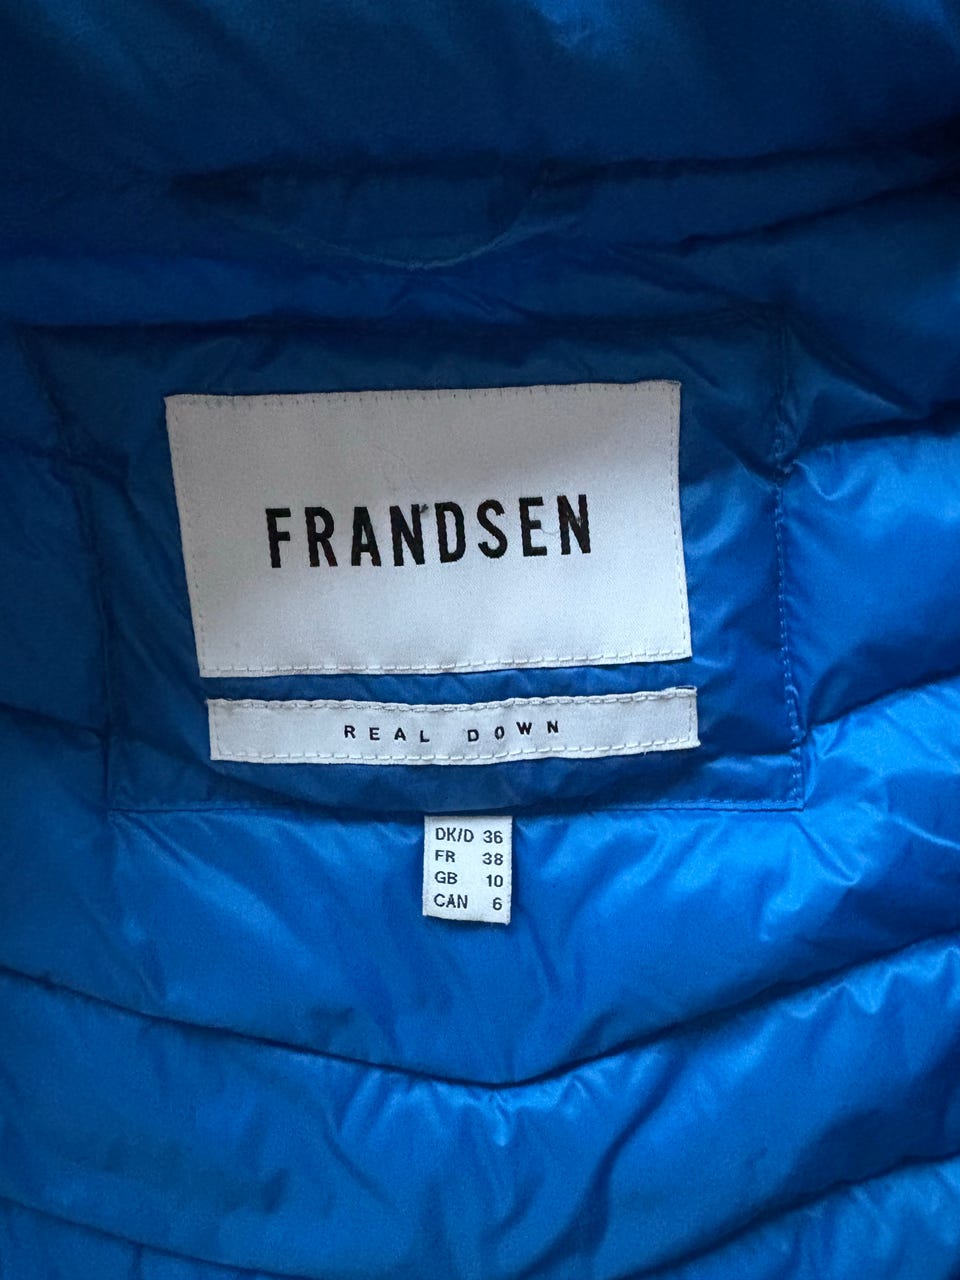 FRANDSEN
REAL DOWN
DK/D 36
FR 38
GB 10
CAN 6